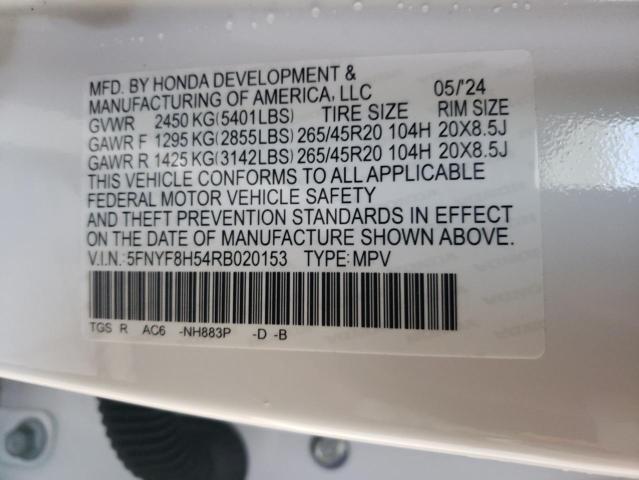 MFD. BY HONDA DEVELOPMENT &
MANUFACTURING OF AMERICA, LLC 05/'24
GVWR 2450 KG(5401LBS) TIRE SIZE RIM SIZE
GAWR F 1295 KG(2855LBS) 265/45R20 104H 20X8.5J
GAWR R 1425 KG(3142LBS) 265/45R20 104H 20X8.5J
THIS VEHICLE CONFORMS TO ALL APPLICABLE
FEDERAL MOTOR VEHICLE SAFETY
AND THEFT PREVENTION STANDARDS IN EFFECT
ON THE DATE OF MANUFACTURE SHOWN ABOVE.
V.I.N.:5FNYF8H54RB020153 TYPE:MPV
TGS R AC6 -NH883P -D -B